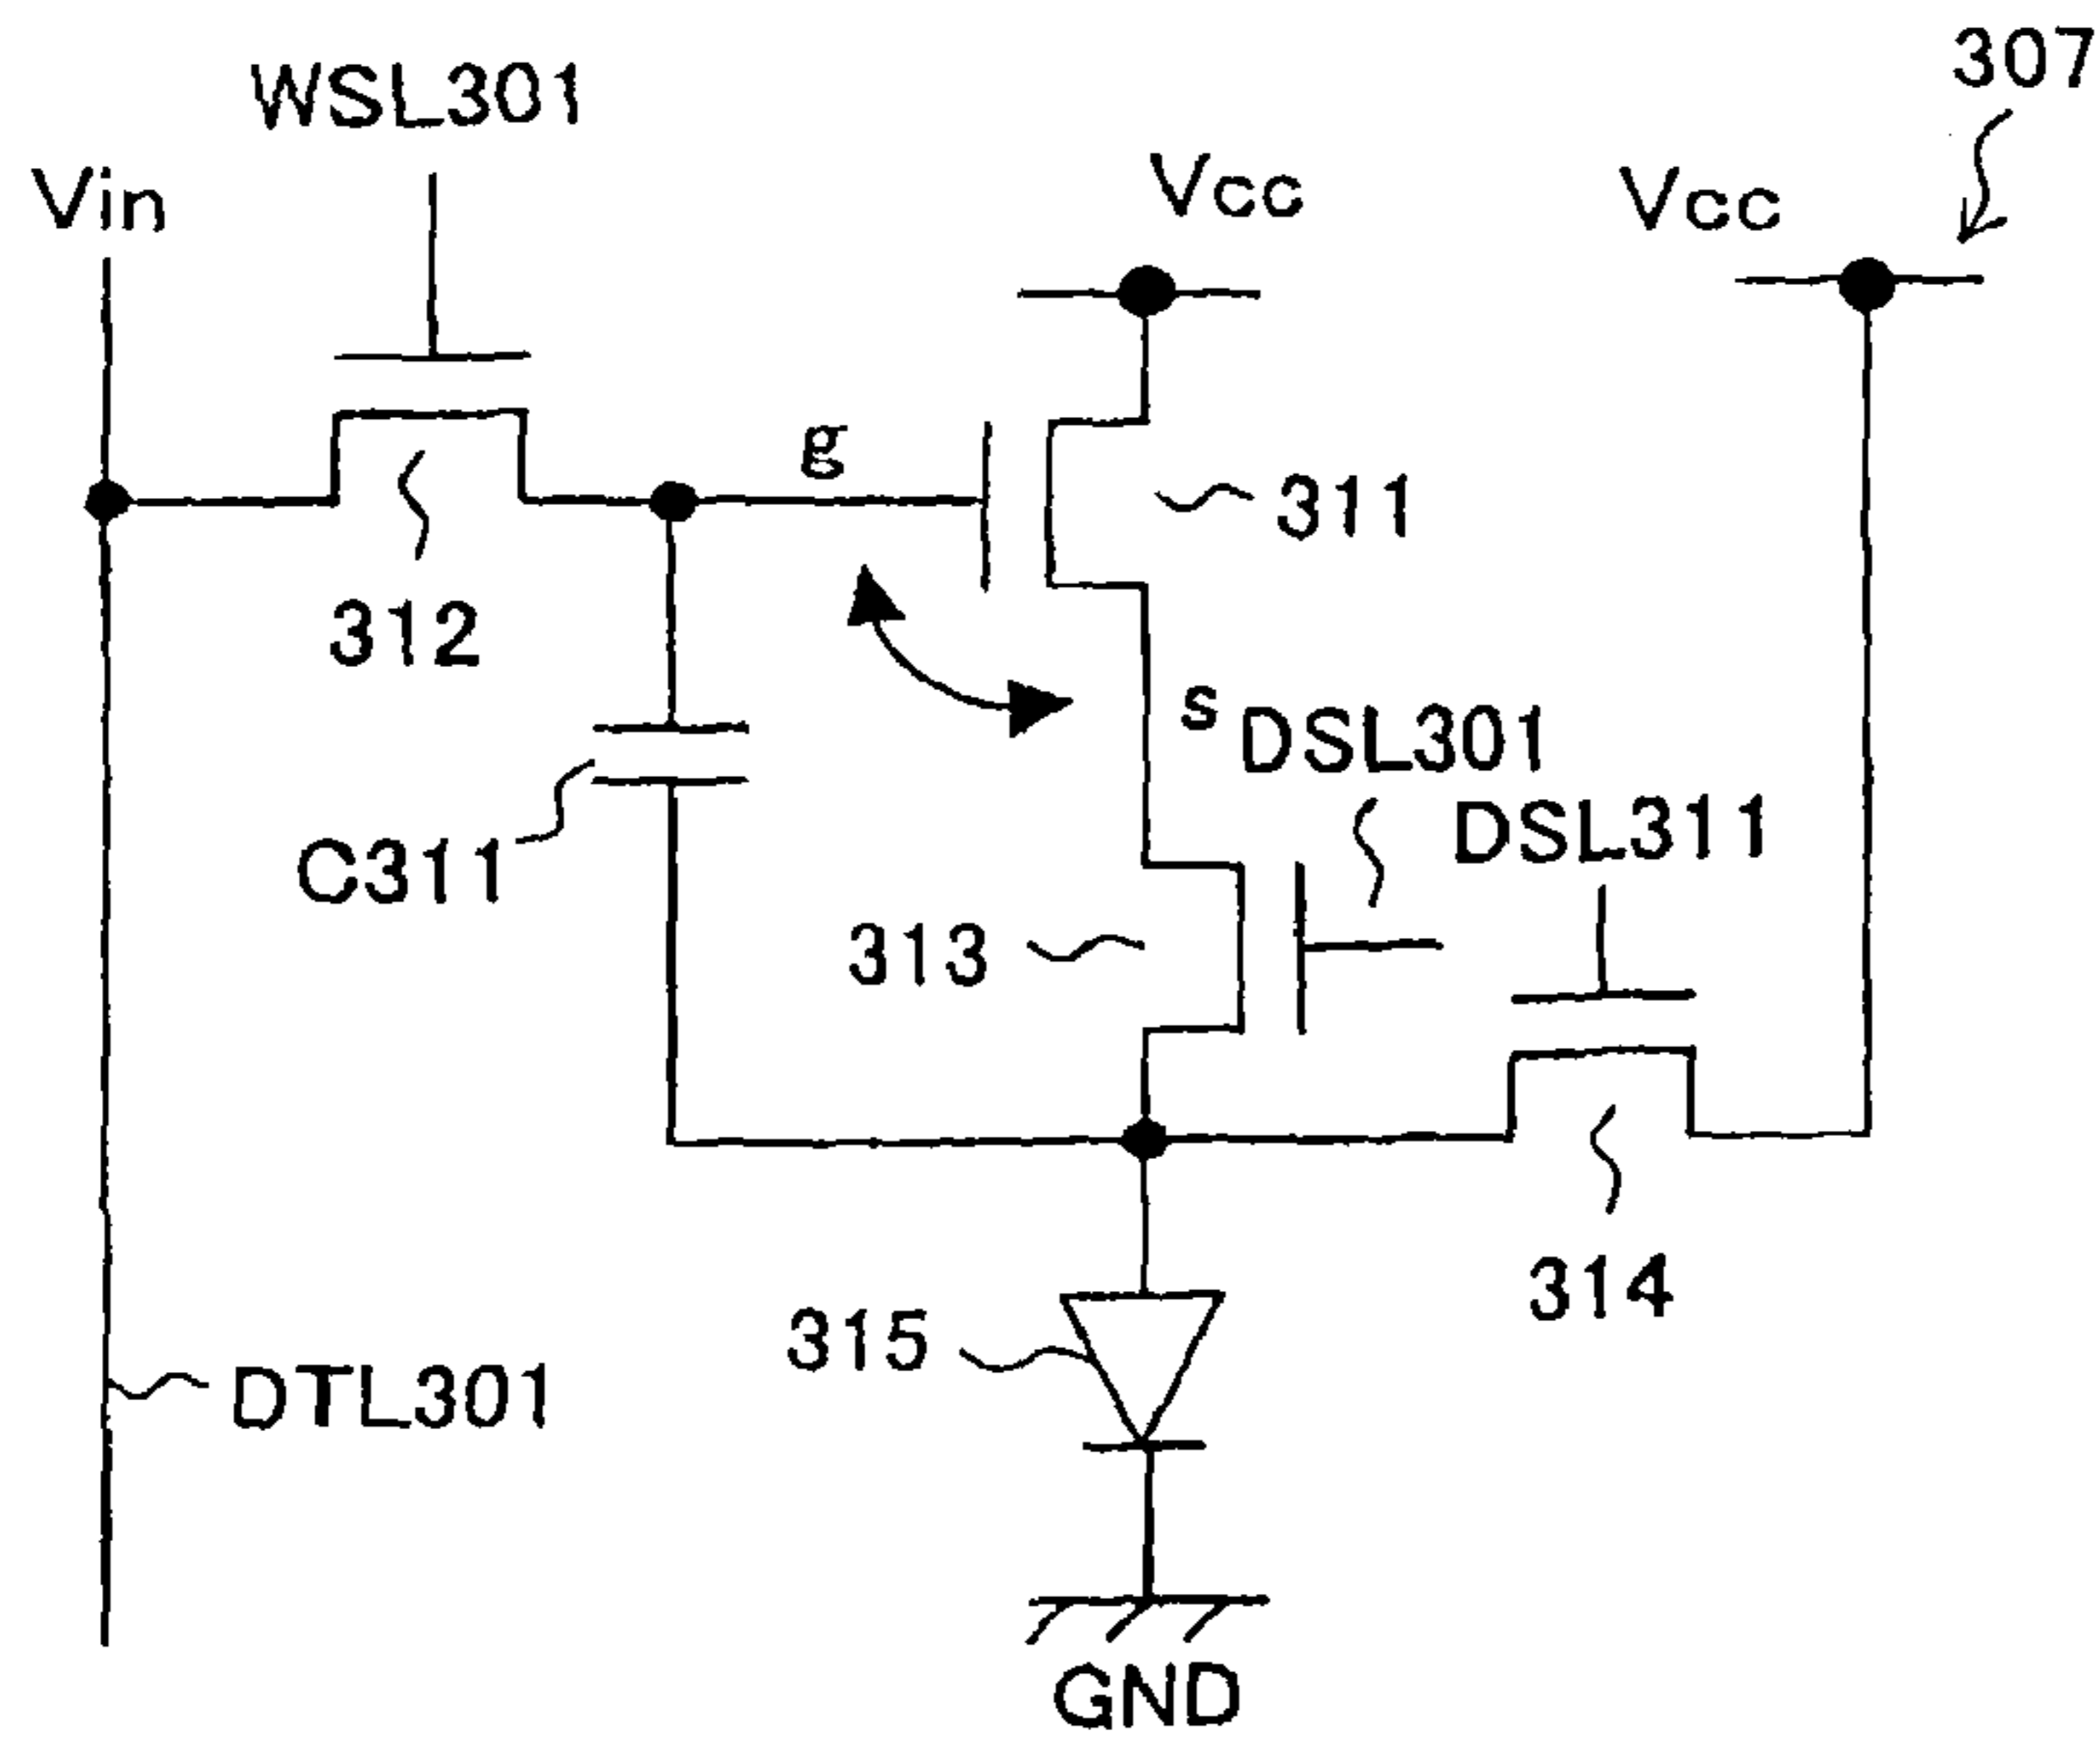 307
WSL301
Vin
Vcc
Vcc
g
311
312
s
DSL301
DSL311
C311
313
314
315
DTL301
GND